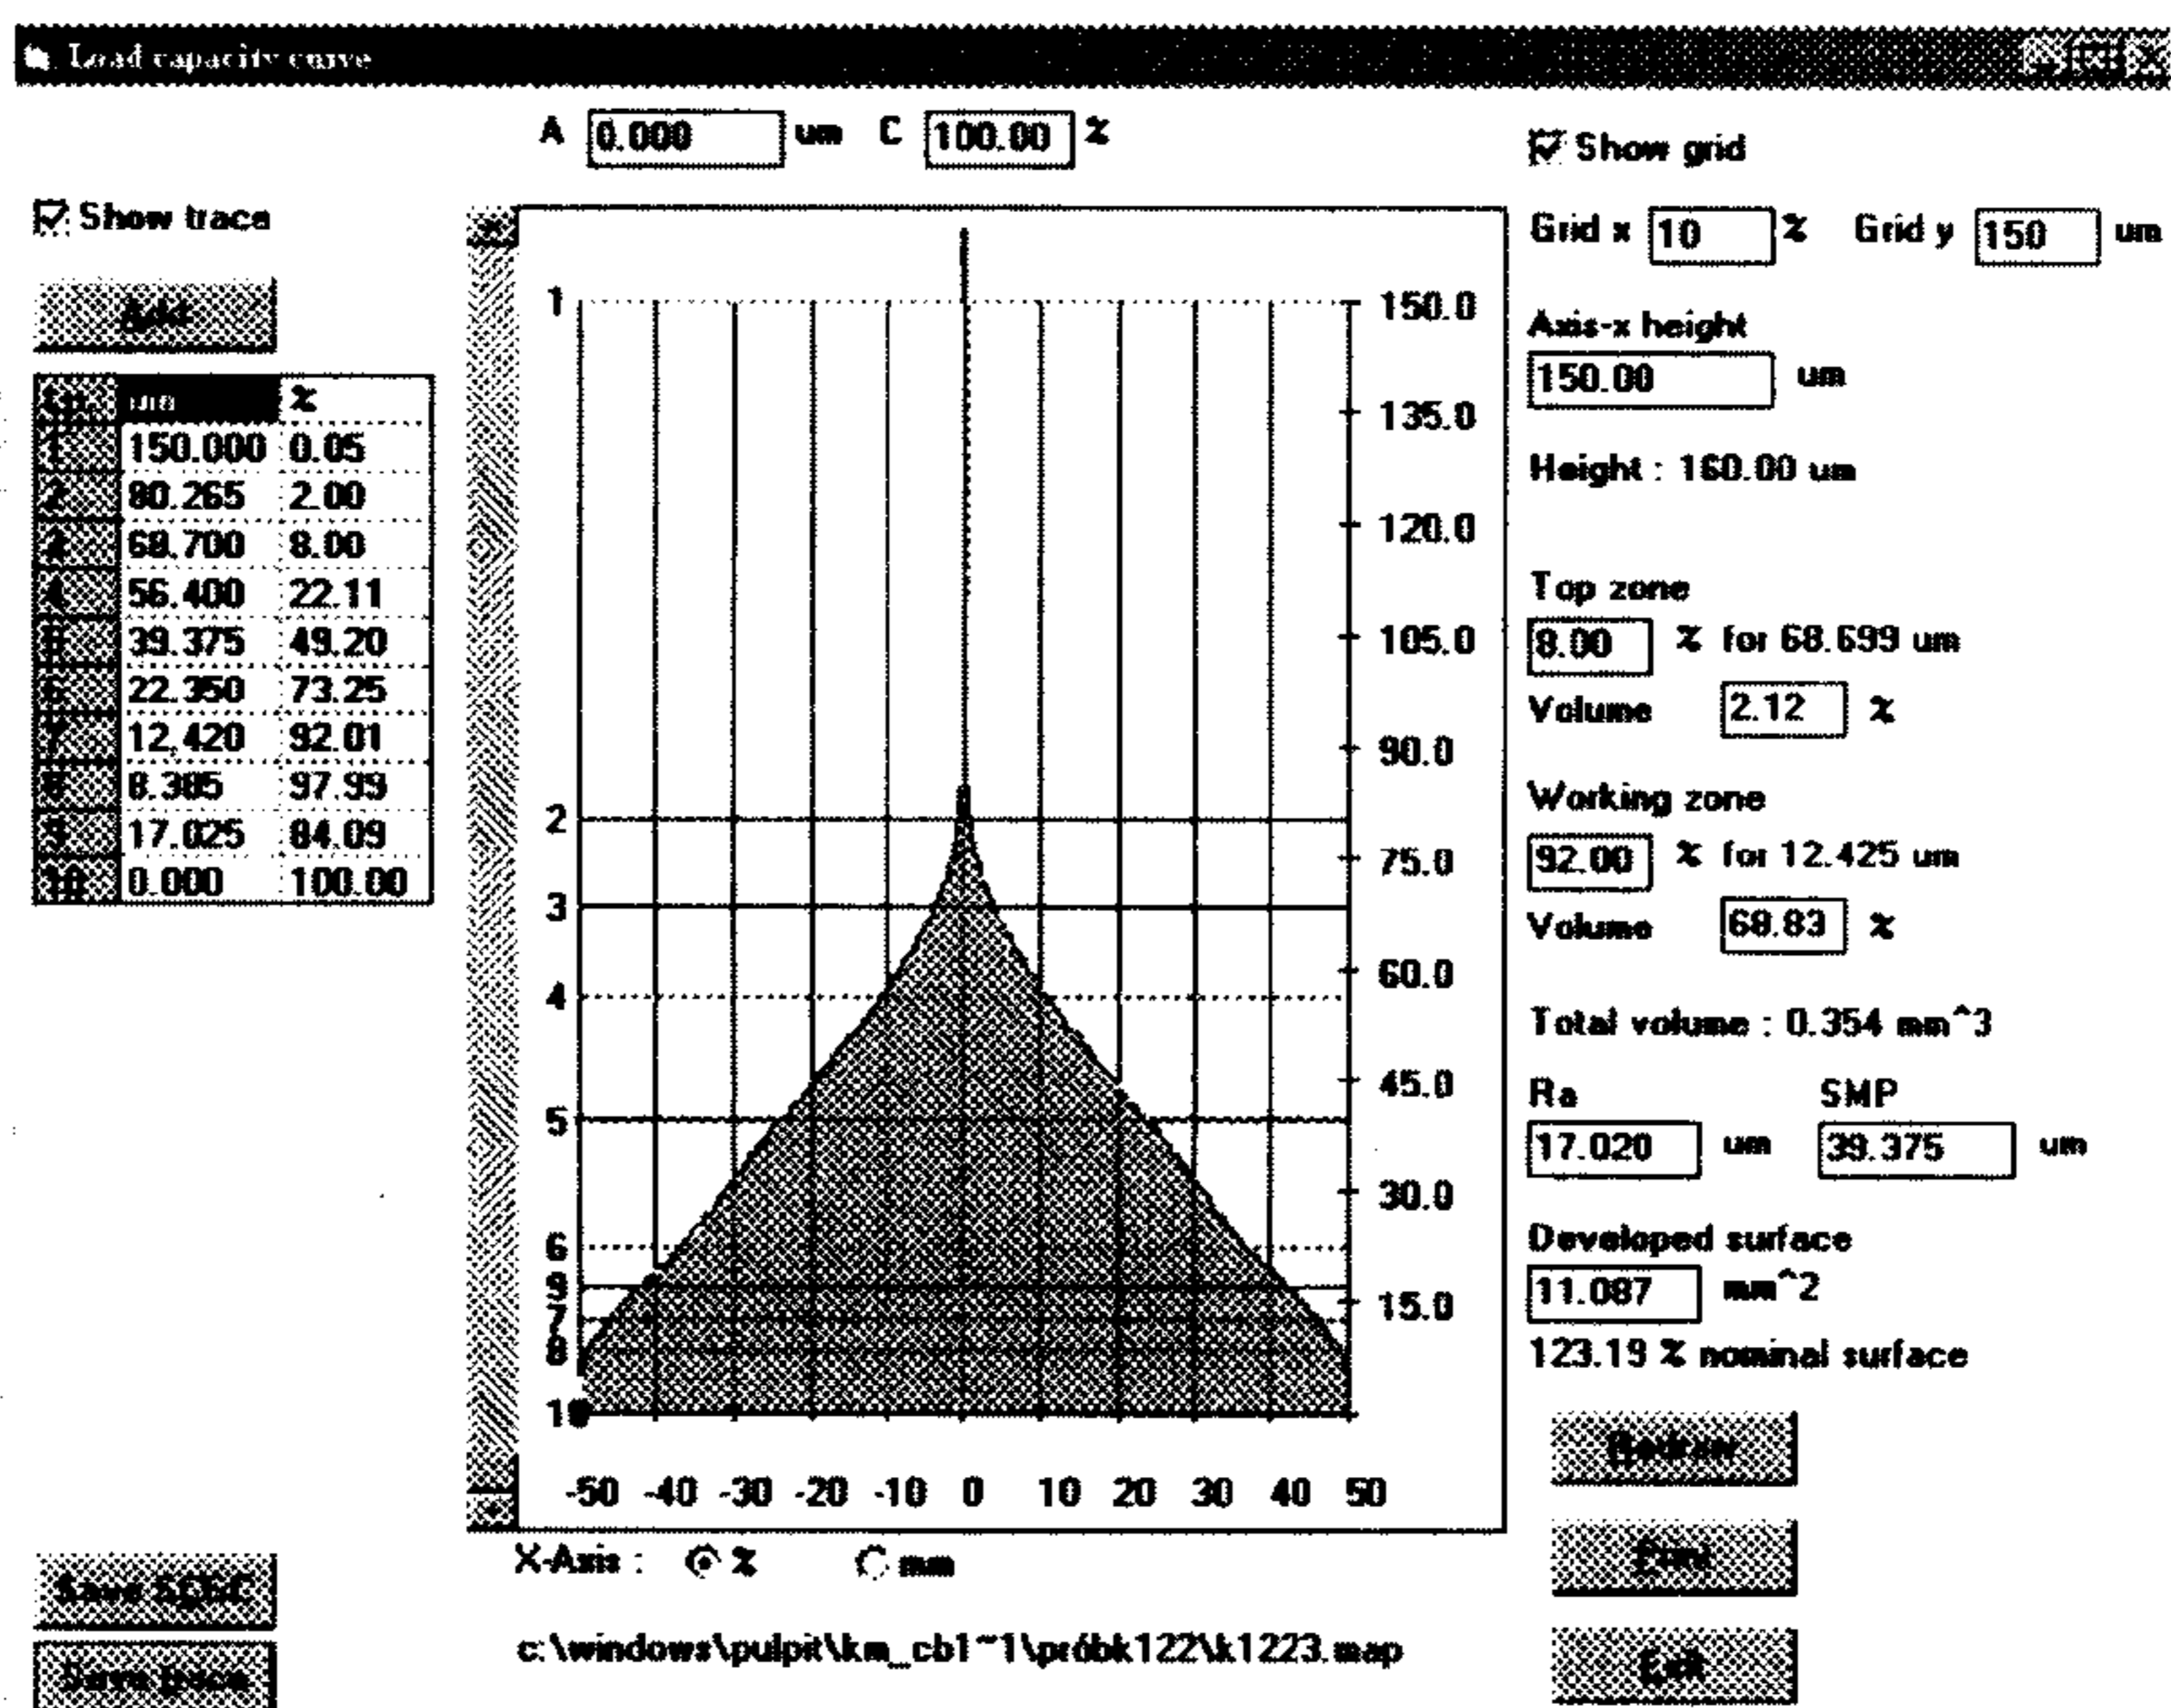 Load capacity curve
A 0.000 um C 100.00 %
Show grid
Show trace
Grid x 10 % Grid y 150 um
Add
Axis-x height
150.00 um
Height : 160.00 um
um %
1 150.000 0.05
2 80.265 2.00
3 68.700 8.00
4 56.400 22.11
5 39.375 49.20
6 22.350 73.25
7 12.420 92.01
8 8.385 97.99
9 17.025 84.09
10 0.000 100.00
1
2
3
4
5
6
9
7
8
10
150.0
135.0
120.0
105.0
90.0
75.0
60.0
45.0
30.0
15.0
-50 -40 -30 -20 -10 0 10 20 30 40 50
Top zone
8.00 % for 68.699 um
Volume 2.12 %
Working zone
92.00 % for 12.425 um
Volume 68.83 %
Total volume : 0.354 mm^3
Ra SMP
17.020 um 39.375 um
Developed surface
11.087 mm^2
123.19 % nominal surface
Redraw
Print
Exit
X-Axis : % mm
Save
Save trace
c:\windows\pulpit\km_cb1~1\próbk122\k1223.map